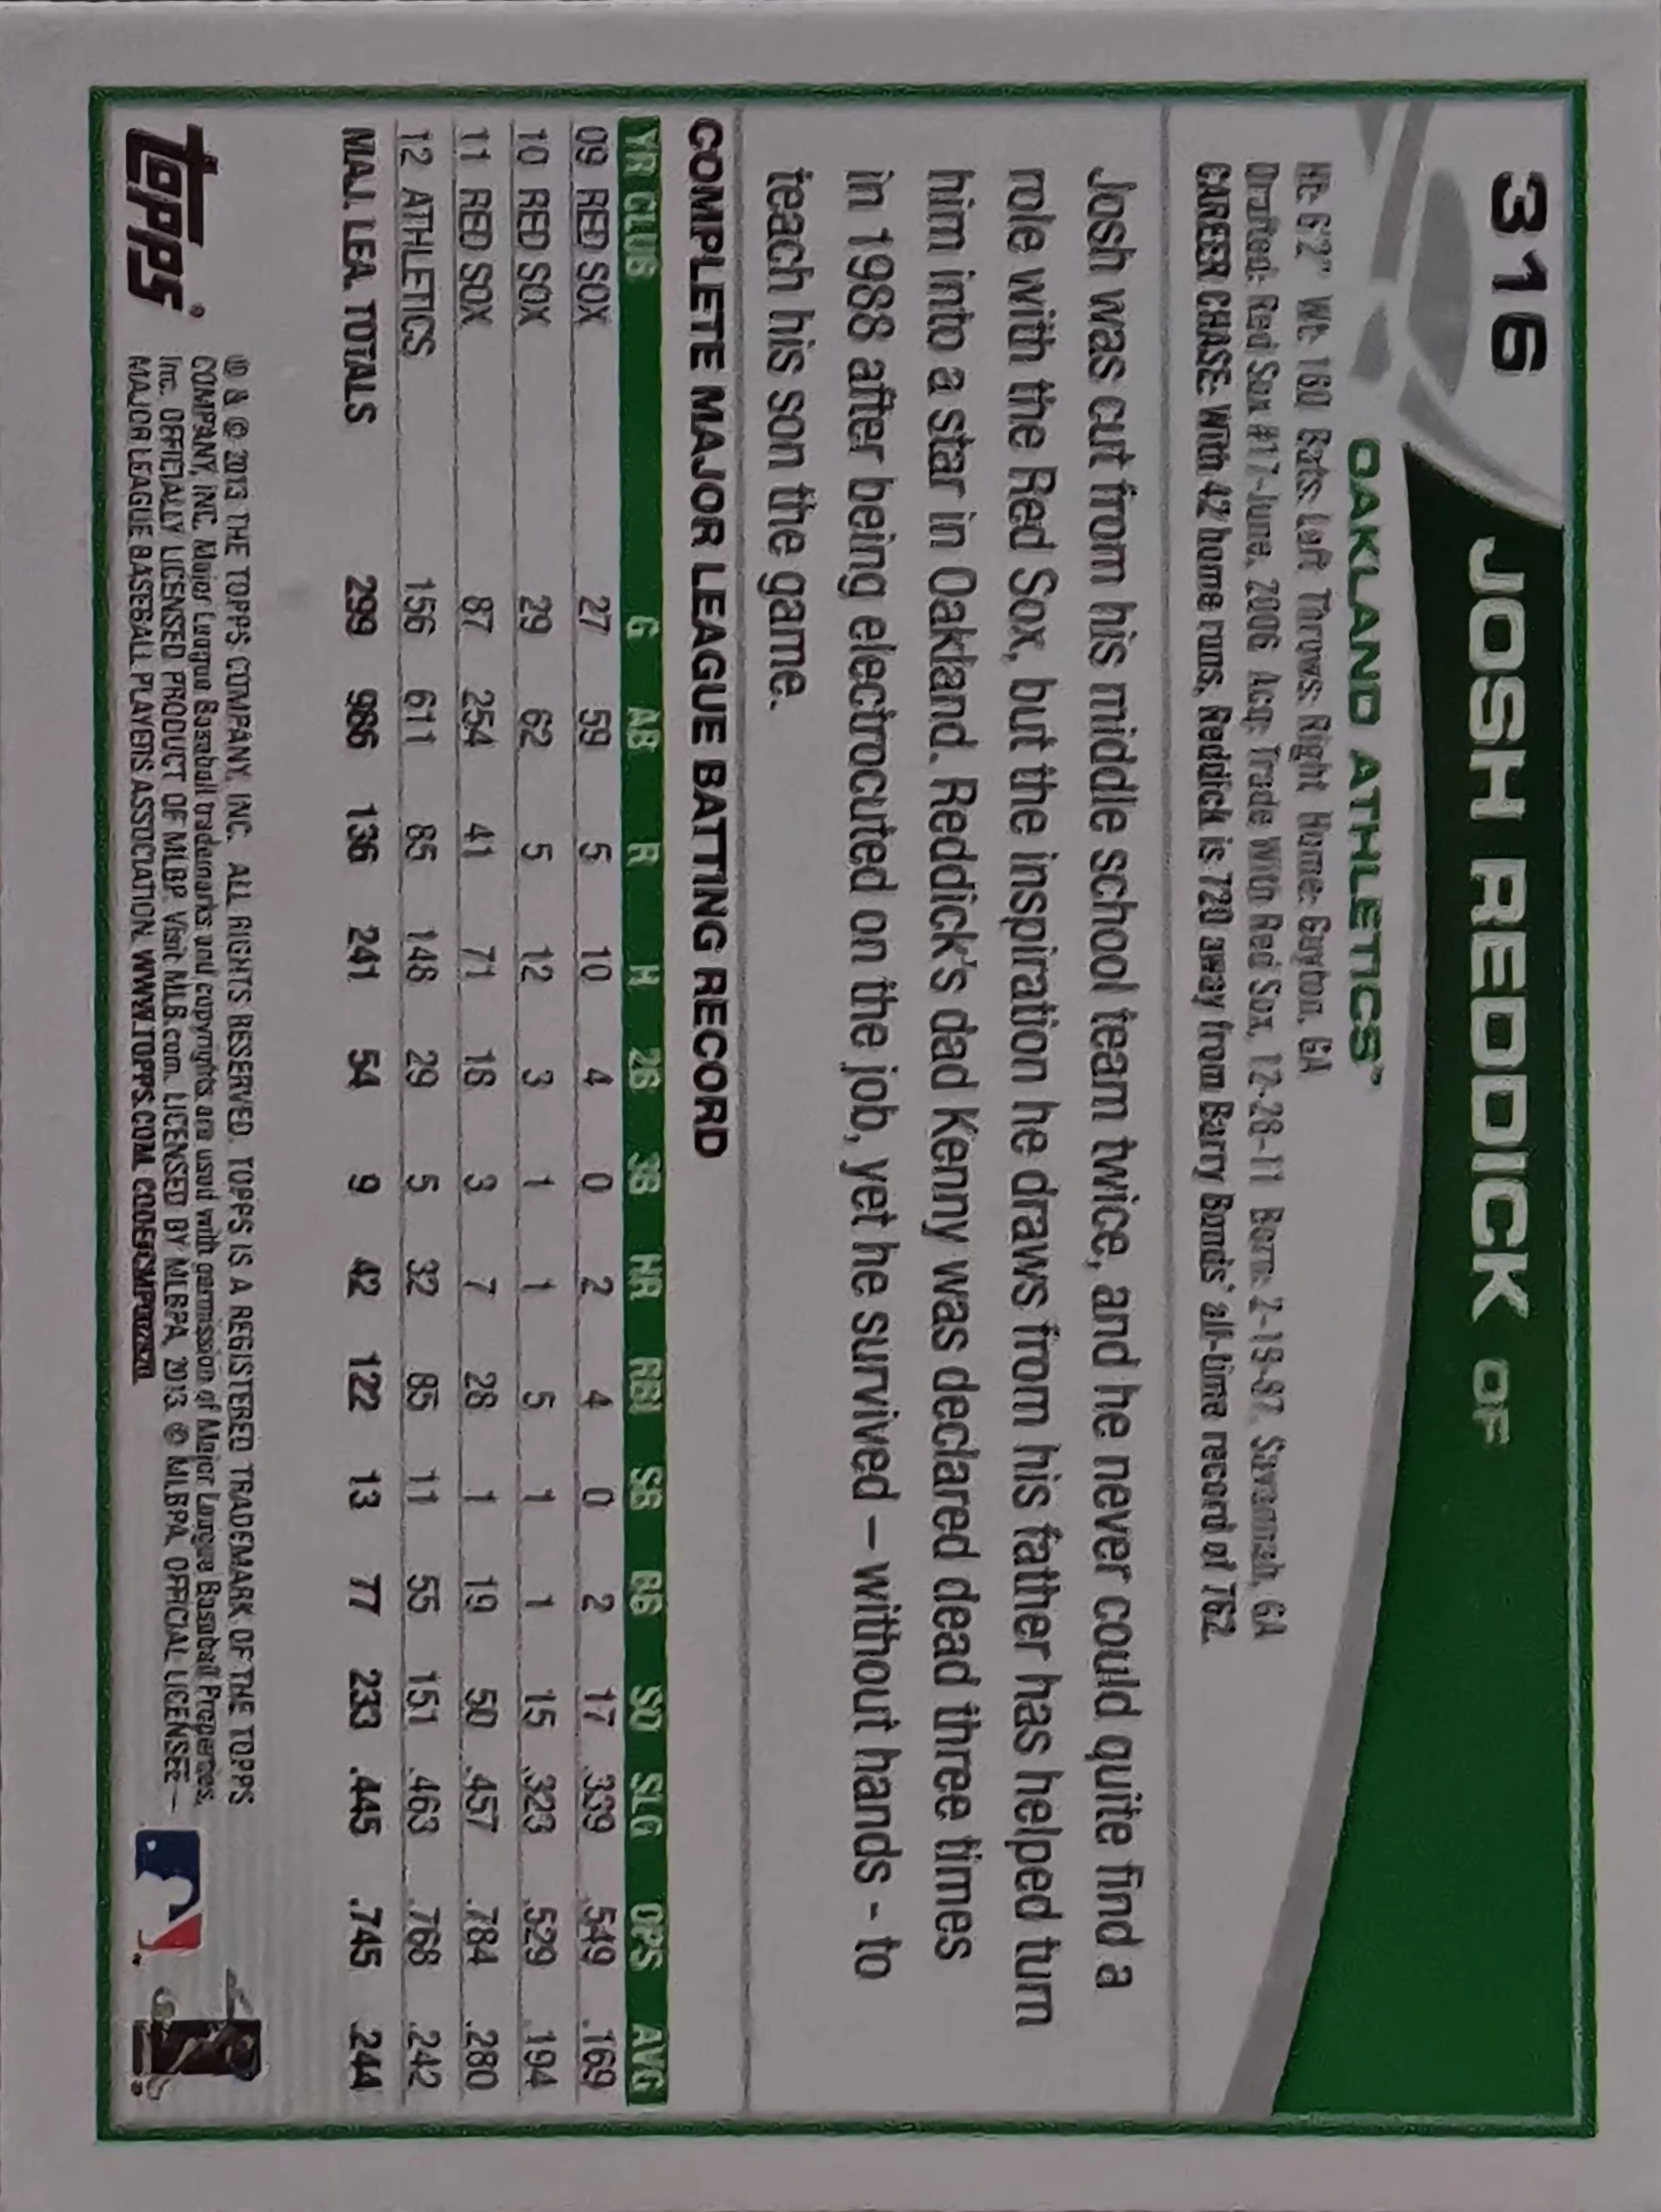 316 JOSH REDDICK OF
OAKLAND ATHLETICS™
Ht: 6'2" Wt: 180 Bats: Left Throws: Right Home: Guyton, GA
Drafted: Red Sox #17-June, 2006 Acq: Trade With Red Sox, 12-28-11 Born: 2-19-87, Savannah, GA
CAREER CHASE: With 42 home runs, Reddick is 720 away from Barry Bonds' all-time record of 762.
Josh was cut from his middle school team twice, and he never could quite find a
role with the Red Sox, but the inspiration he draws from his father has helped turn
him into a star in Oakland. Reddick's dad Kenny was declared dead three times
in 1988 after being electrocuted on the job, yet he survived – without hands - to
teach his son the game.
COMPLETE MAJOR LEAGUE BATTING RECORD
YR CLUB G AB R H 2B 3B HR RBI SB BB SO SLG OPS AVG
09 RED SOX 27 59 5 10 4 0 2 4 0 2 17 .339 .549 .169
10 RED SOX 29 62 5 12 3 1 1 5 1 1 15 .323 .529 .194
11 RED SOX 87 254 41 71 18 3 7 28 1 19 50 .457 .784 .280
12 ATHLETICS 156 611 85 148 29 5 32 85 11 55 151 .463 .768 .242
MAJ. LEA. TOTALS 299 986 136 241 54 9 42 122 13 77 233 .445 .745 .244
® & © 2013 THE TOPPS COMPANY, INC. ALL RIGHTS RESERVED. TOPPS IS A REGISTERED TRADEMARK OF THE TOPPS
COMPANY, INC. Major League Baseball trademarks and copyrights are used with permission of Major League Baseball Properties,
Inc. OFFICIALLY LICENSED PRODUCT OF MLBP. Visit MLB.com. LICENSED BY MLBPA, 2013. © MLBPA, OFFICIAL LICENSEE —
MAJOR LEAGUE BASEBALL PLAYERS ASSOCIATION. WWW.TOPPS.COM.
Topps®